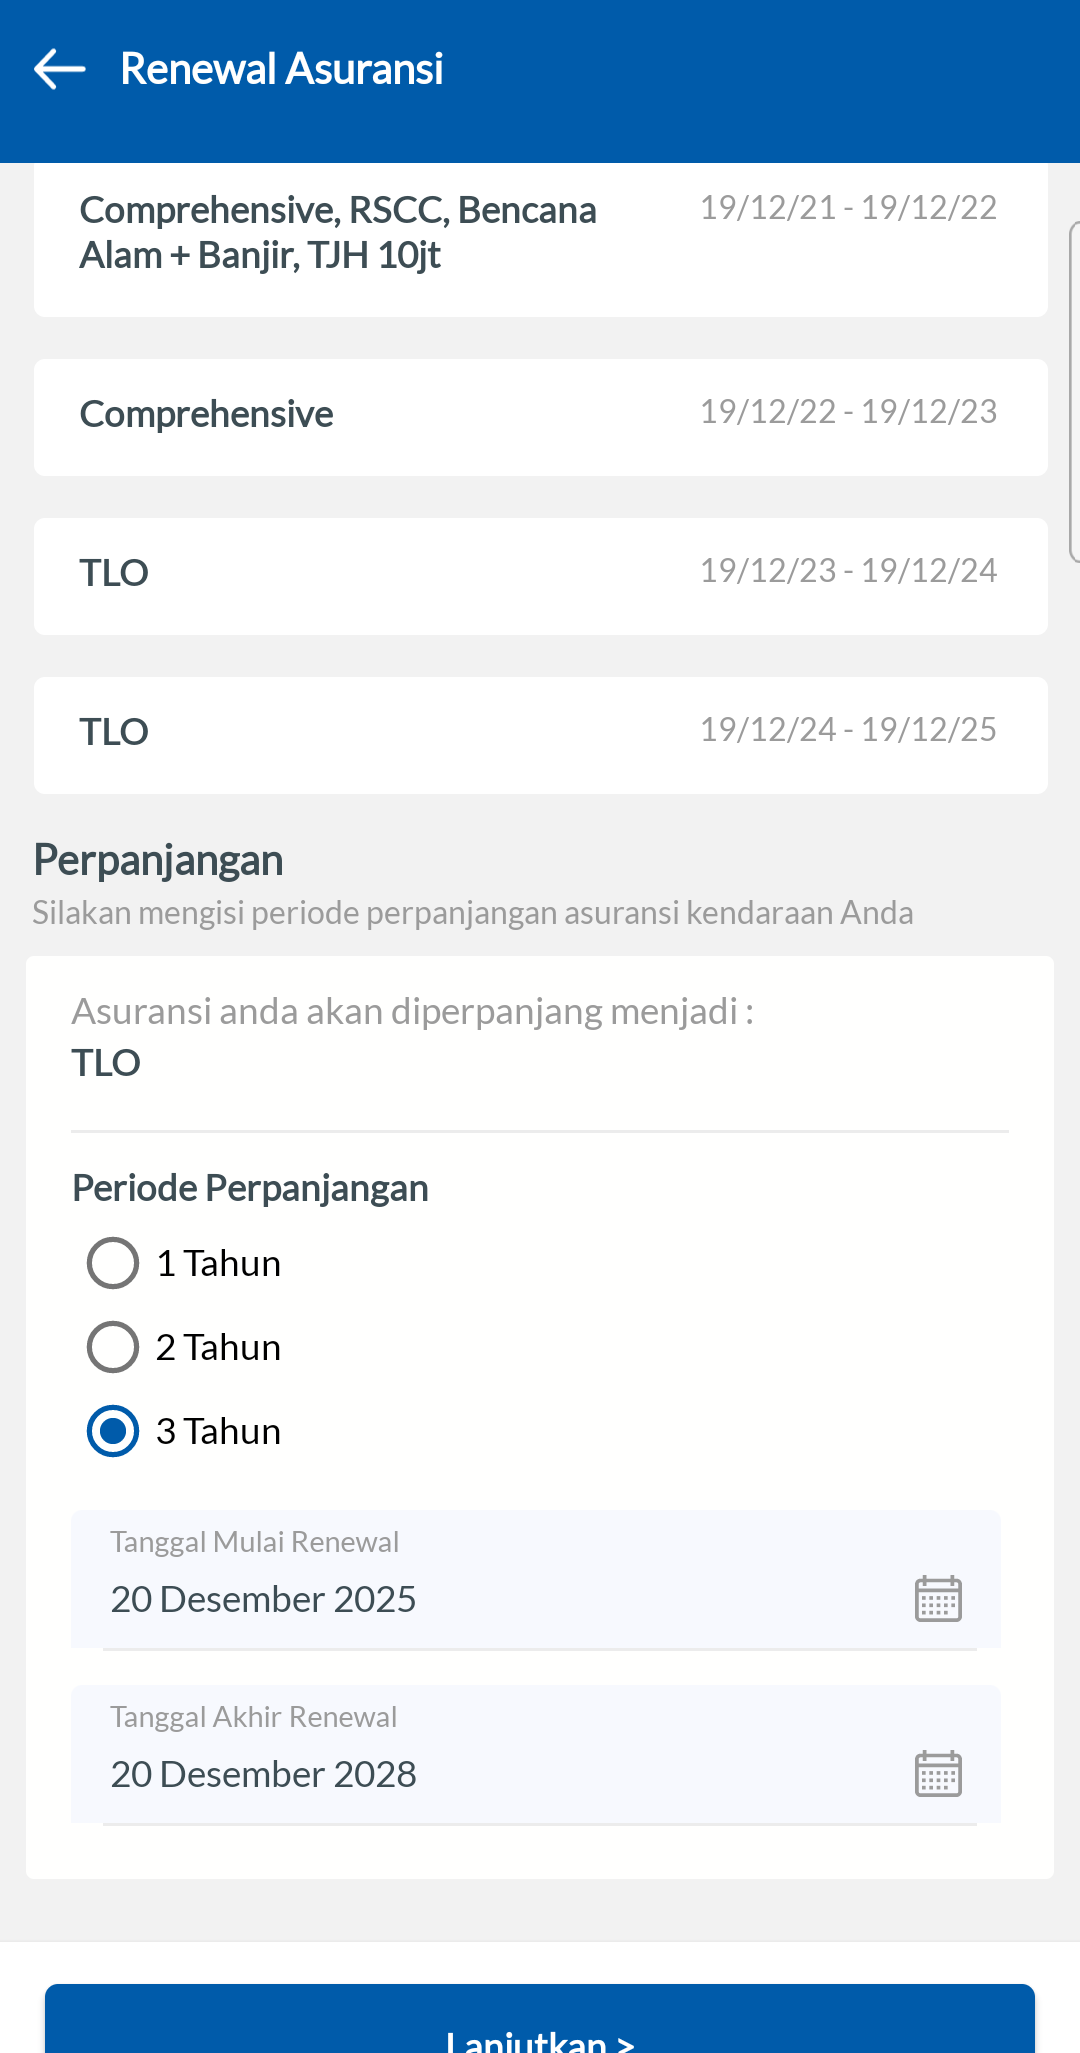 Renewal Asuransi
Comprehensive, RSCC, Bencana
Alam + Banjir, TJH 10jt
19/12/21 - 19/12/22
Comprehensive
19/12/22 - 19/12/23
TLO
19/12/23 - 19/12/24
TLO
19/12/24 - 19/12/25
Perpanjangan
Silakan mengisi periode perpanjangan asuransi kendaraan Anda
Asuransi anda akan diperpanjang menjadi :
TLO
Periode Perpanjangan
1 Tahun
2 Tahun
3 Tahun
Tanggal Mulai Renewal
20 Desember 2025
Tanggal Akhir Renewal
20 Desember 2028
Lanjutkan >